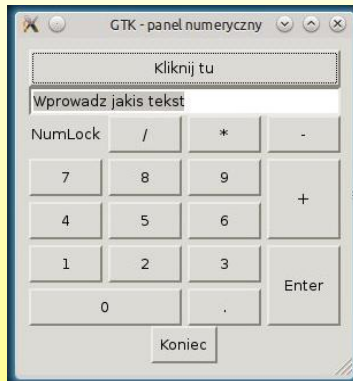 GTK - panel numeryczny
Kliknij tu
Wprowadz jakis tekst
NumLock / * -
7 8 9
+
4 5 6
1 2 3
Enter
0 .
Koniec